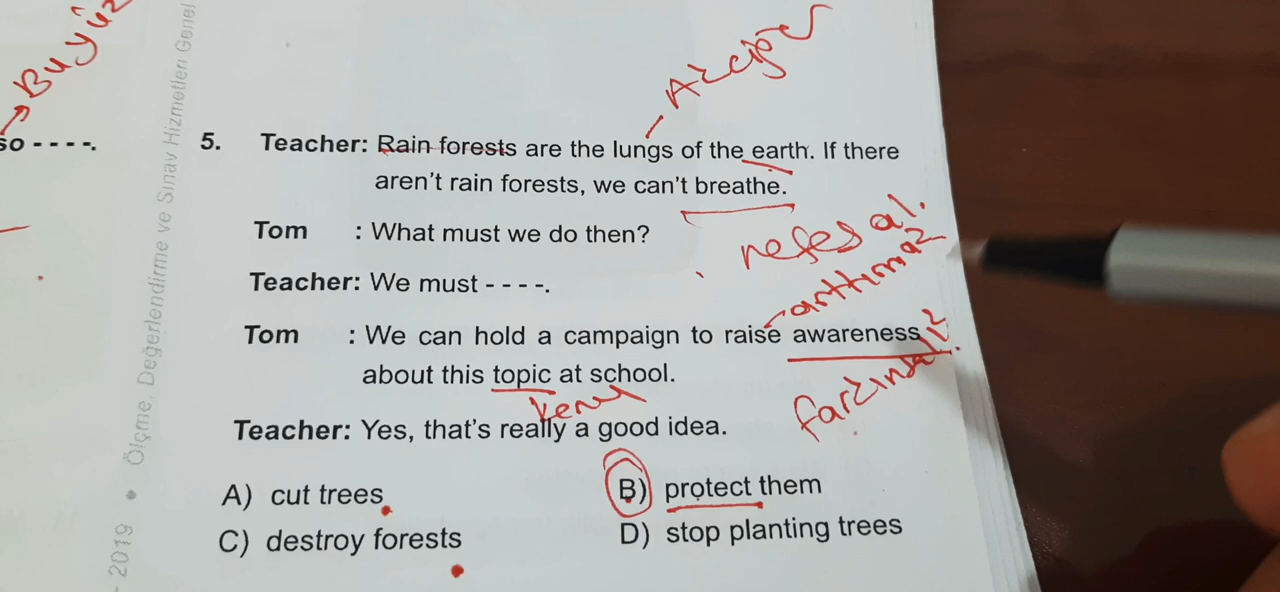 Büyü
so - - - -.
Ölçme, Değerlendirme ve Sınav Hizmetleri Genel
2019
Akciğer
5. Teacher: Rain forests are the lungs of the earth. If there
aren't rain forests, we can't breathe.
nefes al.
Tom : What must we do then?
Teacher: We must - - - -.
arttırmaz
Tom : We can hold a campaign to raise awareness
about this topic at school.
konu
Teacher: Yes, that's really a good idea.
A) cut trees
B) protect them
C) destroy forests
D) stop planting trees